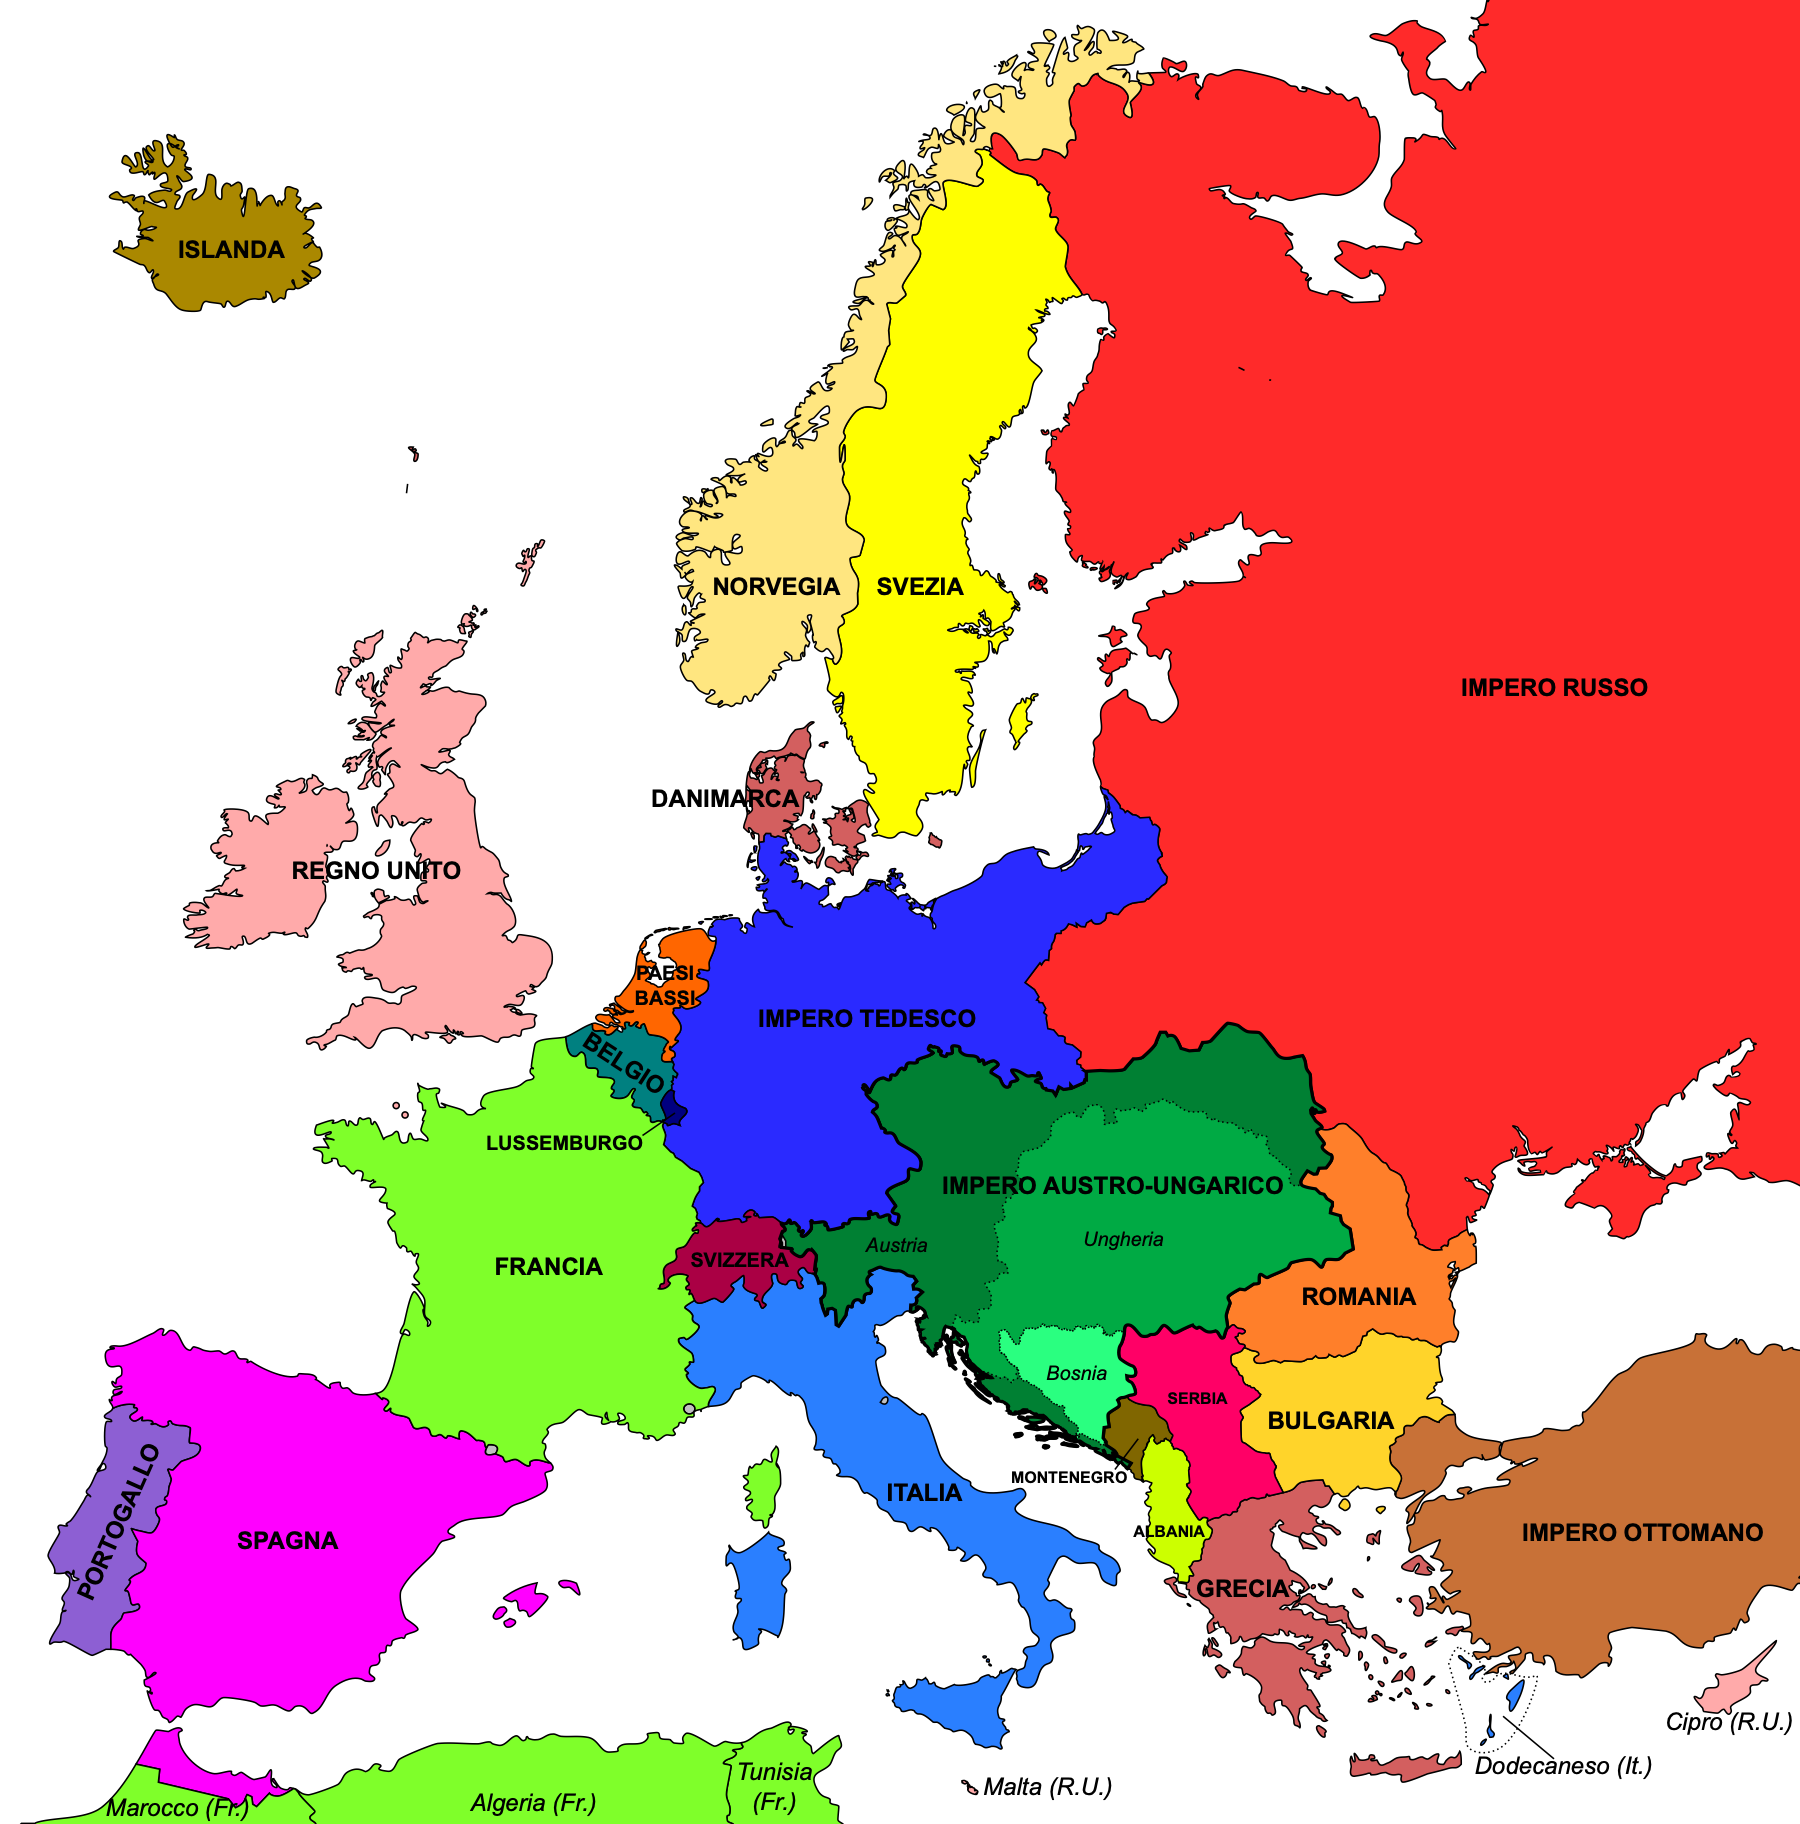 ISLANDA
NORVEGIA
SVEZIA
IMPERO RUSSO
DANIMARCA
REGNO UNITO
PAESI
BASSI
IMPERO TEDESCO
BELGIO
LUSSEMBURGO
IMPERO AUSTRO-UNGARICO
Austria
Ungheria
SVIZZERA
FRANCIA
ROMANIA
Bosnia
SERBIA
BULGARIA
MONTENEGRO
ITALIA
PORTOGALLO
SPAGNA
ALBANIA
IMPERO OTTOMANO
GRECIA
Cipro (R.U.)
Dodecaneso (It.)
Malta (R.U.)
Tunisia
(Fr.)
Algeria (Fr.)
Marocco (Fr.)